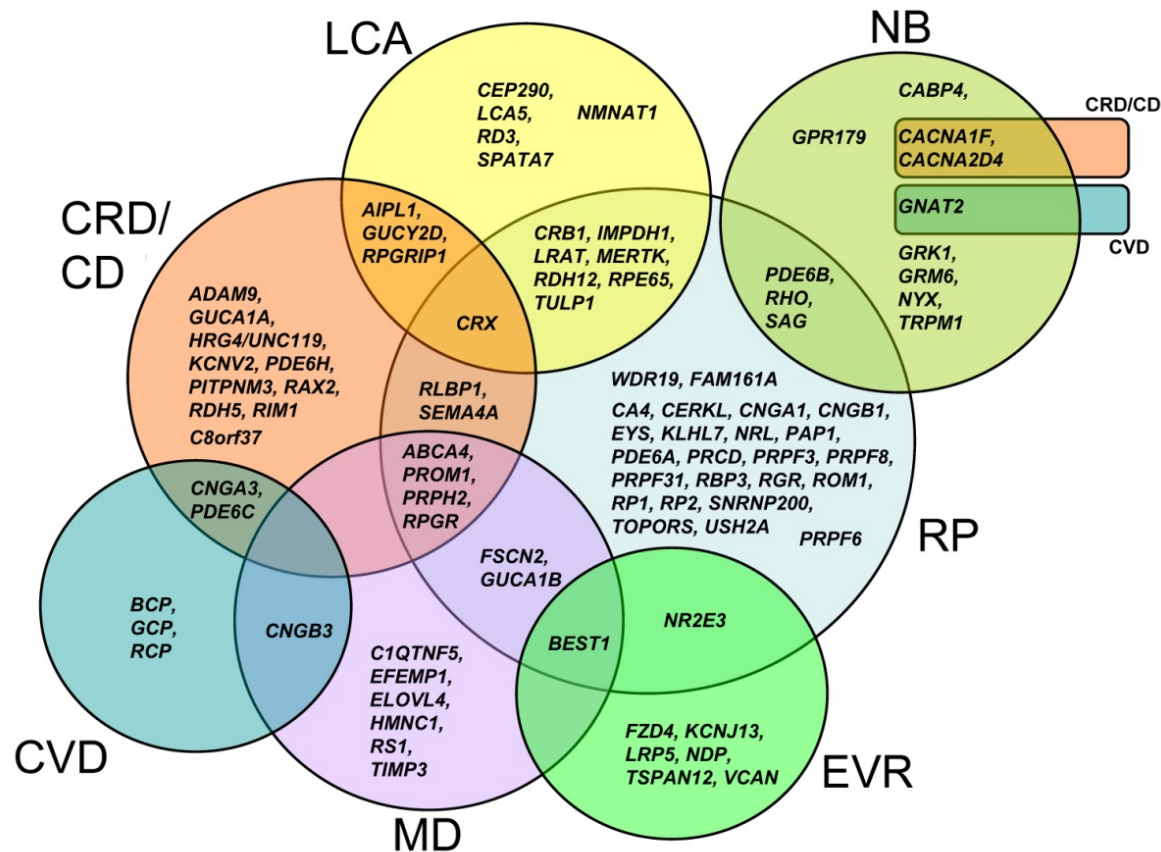 LCA
NB
CEP290,
LCA5,
RD3,
SPATA7
NMNAT1
CABP4,
GPR179
CRD/CD
CACNA1F,
CACNA2D4
GNAT2
CVD
GRK1,
GRM6,
NYX,
TRPM1
CRD/
CD
AIPL1,
GUCY2D,
RPGRIP1
CRB1, IMPDH1,
LRAT, MERTK,
RDH12, RPE65,
TULP1
PDE6B,
RHO,
SAG
CRX
ADAM9,
GUCA1A,
HRG4/UNC119,
KCNV2, PDE6H,
PITPNM3, RAX2,
RDH5, RIM1
C8orf37
RLBP1,
SEMA4A
WDR19, FAM161A
CA4, CERKL, CNGA1, CNGB1,
EYS, KLHL7, NRL, PAP1,
PDE6A, PRCD, PRPF3, PRPF8,
PRPF31, RBP3, RGR, ROM1,
RP1, RP2, SNRNP200,
TOPORS, USH2A
PRPF6
RP
ABCA4,
PROM1,
PRPH2,
RPGR
CNGA3,
PDE6C
FSCN2,
GUCA1B
BCP,
GCP,
RCP
CNGB3
BEST1
NR2E3
C1QTNF5,
EFEMP1,
ELOVL4,
HMNC1,
RS1,
TIMP3
FZD4, KCNJ13,
LRP5, NDP,
TSPAN12, VCAN
CVD
MD
EVR